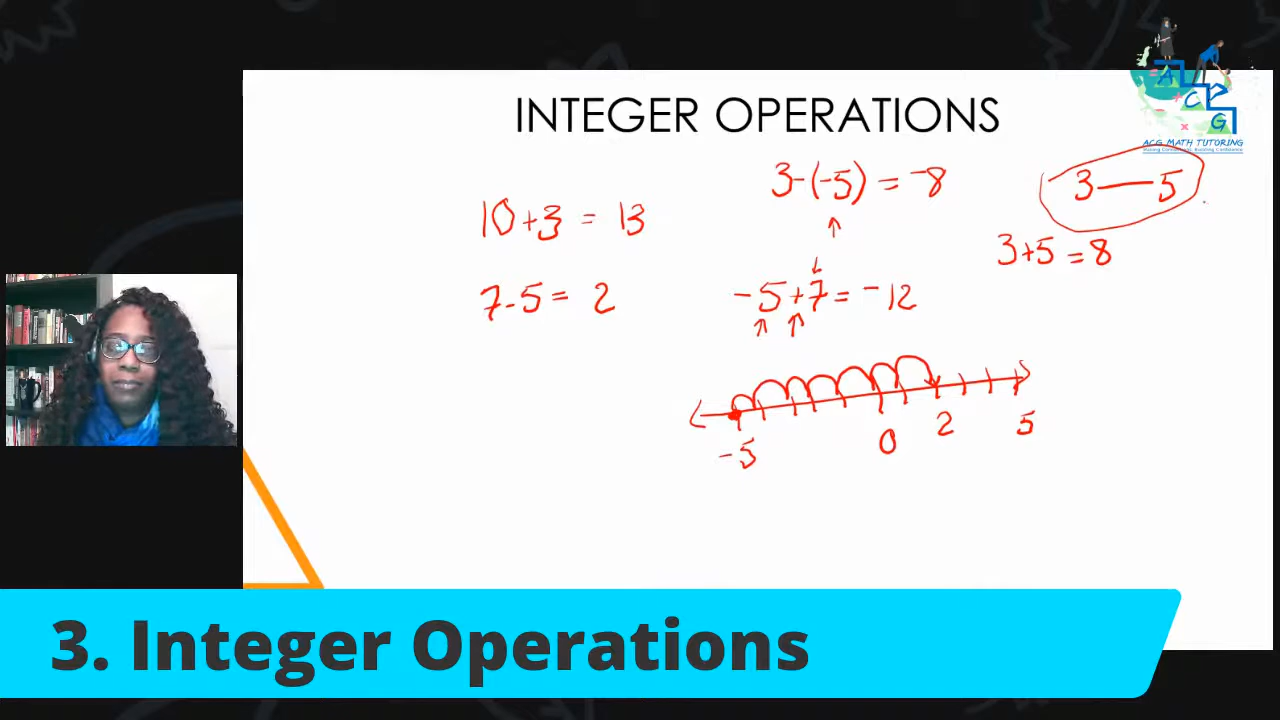 INTEGER OPERATIONS
A
C
P
G
ACG MATH TUTORING
10+3 = 13
7-5= 2
3-(-5) = -8
-5+7= -12
-5
0
2
5
3—5
3+5=8
3. Integer Operations